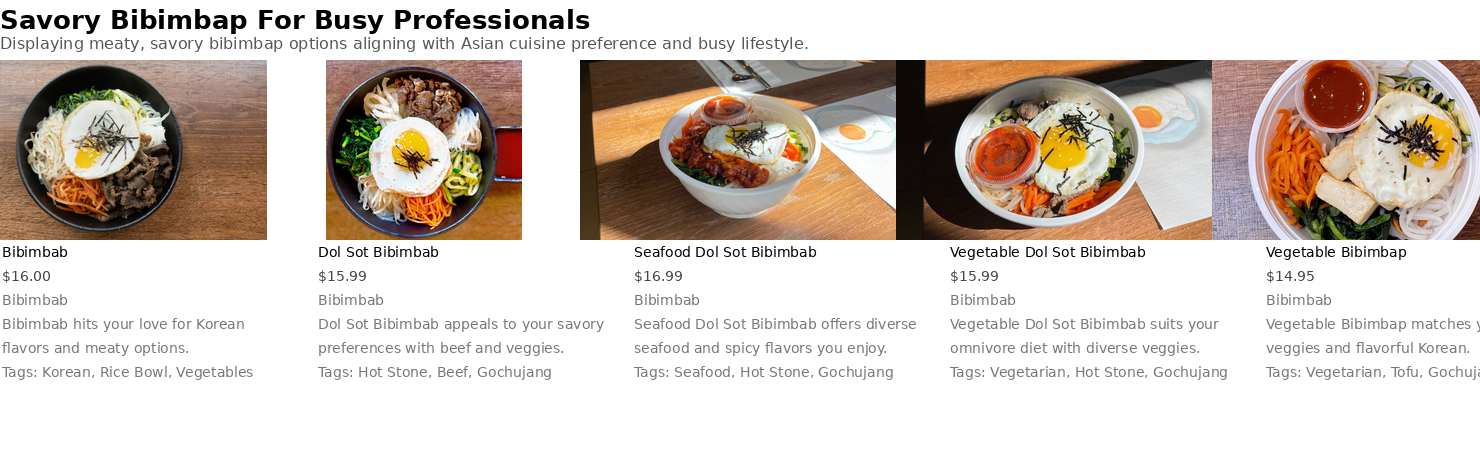 Savory Bibimbap For Busy Professionals
Displaying meaty, savory bibimbap options aligning with Asian cuisine preference and busy lifestyle.
Bibimbab
$16.00
Bibimbab
Bibimbab hits your love for Korean
flavors and meaty options.
Tags: Korean, Rice Bowl, Vegetables
Dol Sot Bibimbab
$15.99
Bibimbab
Dol Sot Bibimbab appeals to your savory
preferences with beef and veggies.
Tags: Hot Stone, Beef, Gochujang
Seafood Dol Sot Bibimbab
$16.99
Bibimbab
Seafood Dol Sot Bibimbab offers diverse
seafood and spicy flavors you enjoy.
Tags: Seafood, Hot Stone, Gochujang
Vegetable Dol Sot Bibimbab
$15.99
Bibimbab
Vegetable Dol Sot Bibimbab suits your
omnivore diet with diverse veggies.
Tags: Vegetarian, Hot Stone, Gochujang
Vegetable Bibimbap
$14.95
Bibimbab
Vegetable Bibimbap matches
veggies and flavorful Korean.
Tags: Vegetarian, Tofu,